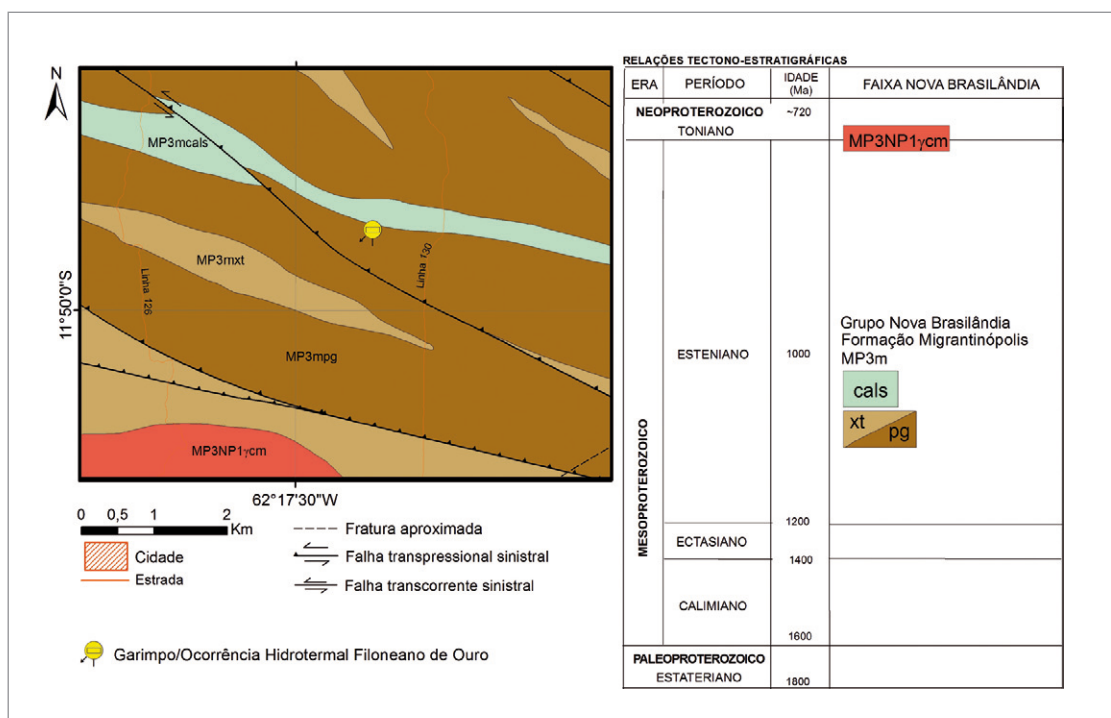 N
MP3mcals
MP3mxt
Linha 126
Linha 130
11°50'0"S
MP3mpg
MP3NP1γcm
62°17'30"W
0 0,5 1 2
Km
Cidade
Estrada
Fratura aproximada
Falha transpressional sinistral
Falha transcorrente sinistral
Garimpo/Ocorrência Hidrotermal Filoneano de Ouro
RELAÇÕES TECTONO-ESTRATIGRÁFICAS
ERA PERÍODO IDADE (Ma) FAIXA NOVA BRASILÂNDIA
NEOPROTEROZOICO ~720
TONIANO
MP3NP1γcm
MESOPROTEROZOICO
ESTENIANO 1000
Grupo Nova Brasilândia
Formação Migrantinópolis
MP3m
cals
xt
pg
1200
ECTASIANO
1400
CALIMIANO
1600
PALEOPROTEROZOICO
ESTATERIANO
1800